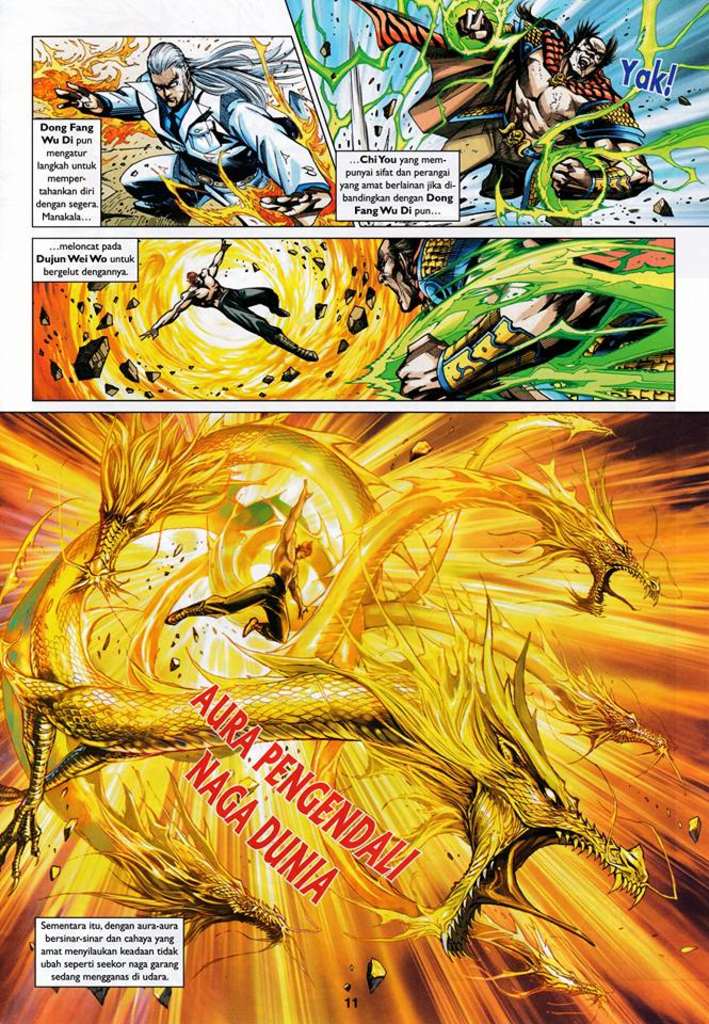 Dong Fang
Wu Di pun
mengatur
langkah untuk
memper-
tahankan diri
dengan segera.
Manakala...
...Chi You yang mem-
punyai sifat dan perangai
yang amat berlainan jika di-
bandingkan dengan Dong
Fang Wu Di pun...
Yak!
...meloncat pada
Dujun Wei Wo untuk
bergelut dengannya.
AURA PENGENDALI
NAGA DUNIA
Sementara itu, dengan aura-aura
bersinar-sinar dan cahaya yang
amat menyilaukan keadaan tidak
ubah seperti seekor naga garang
sedang mengganas di udara.
11